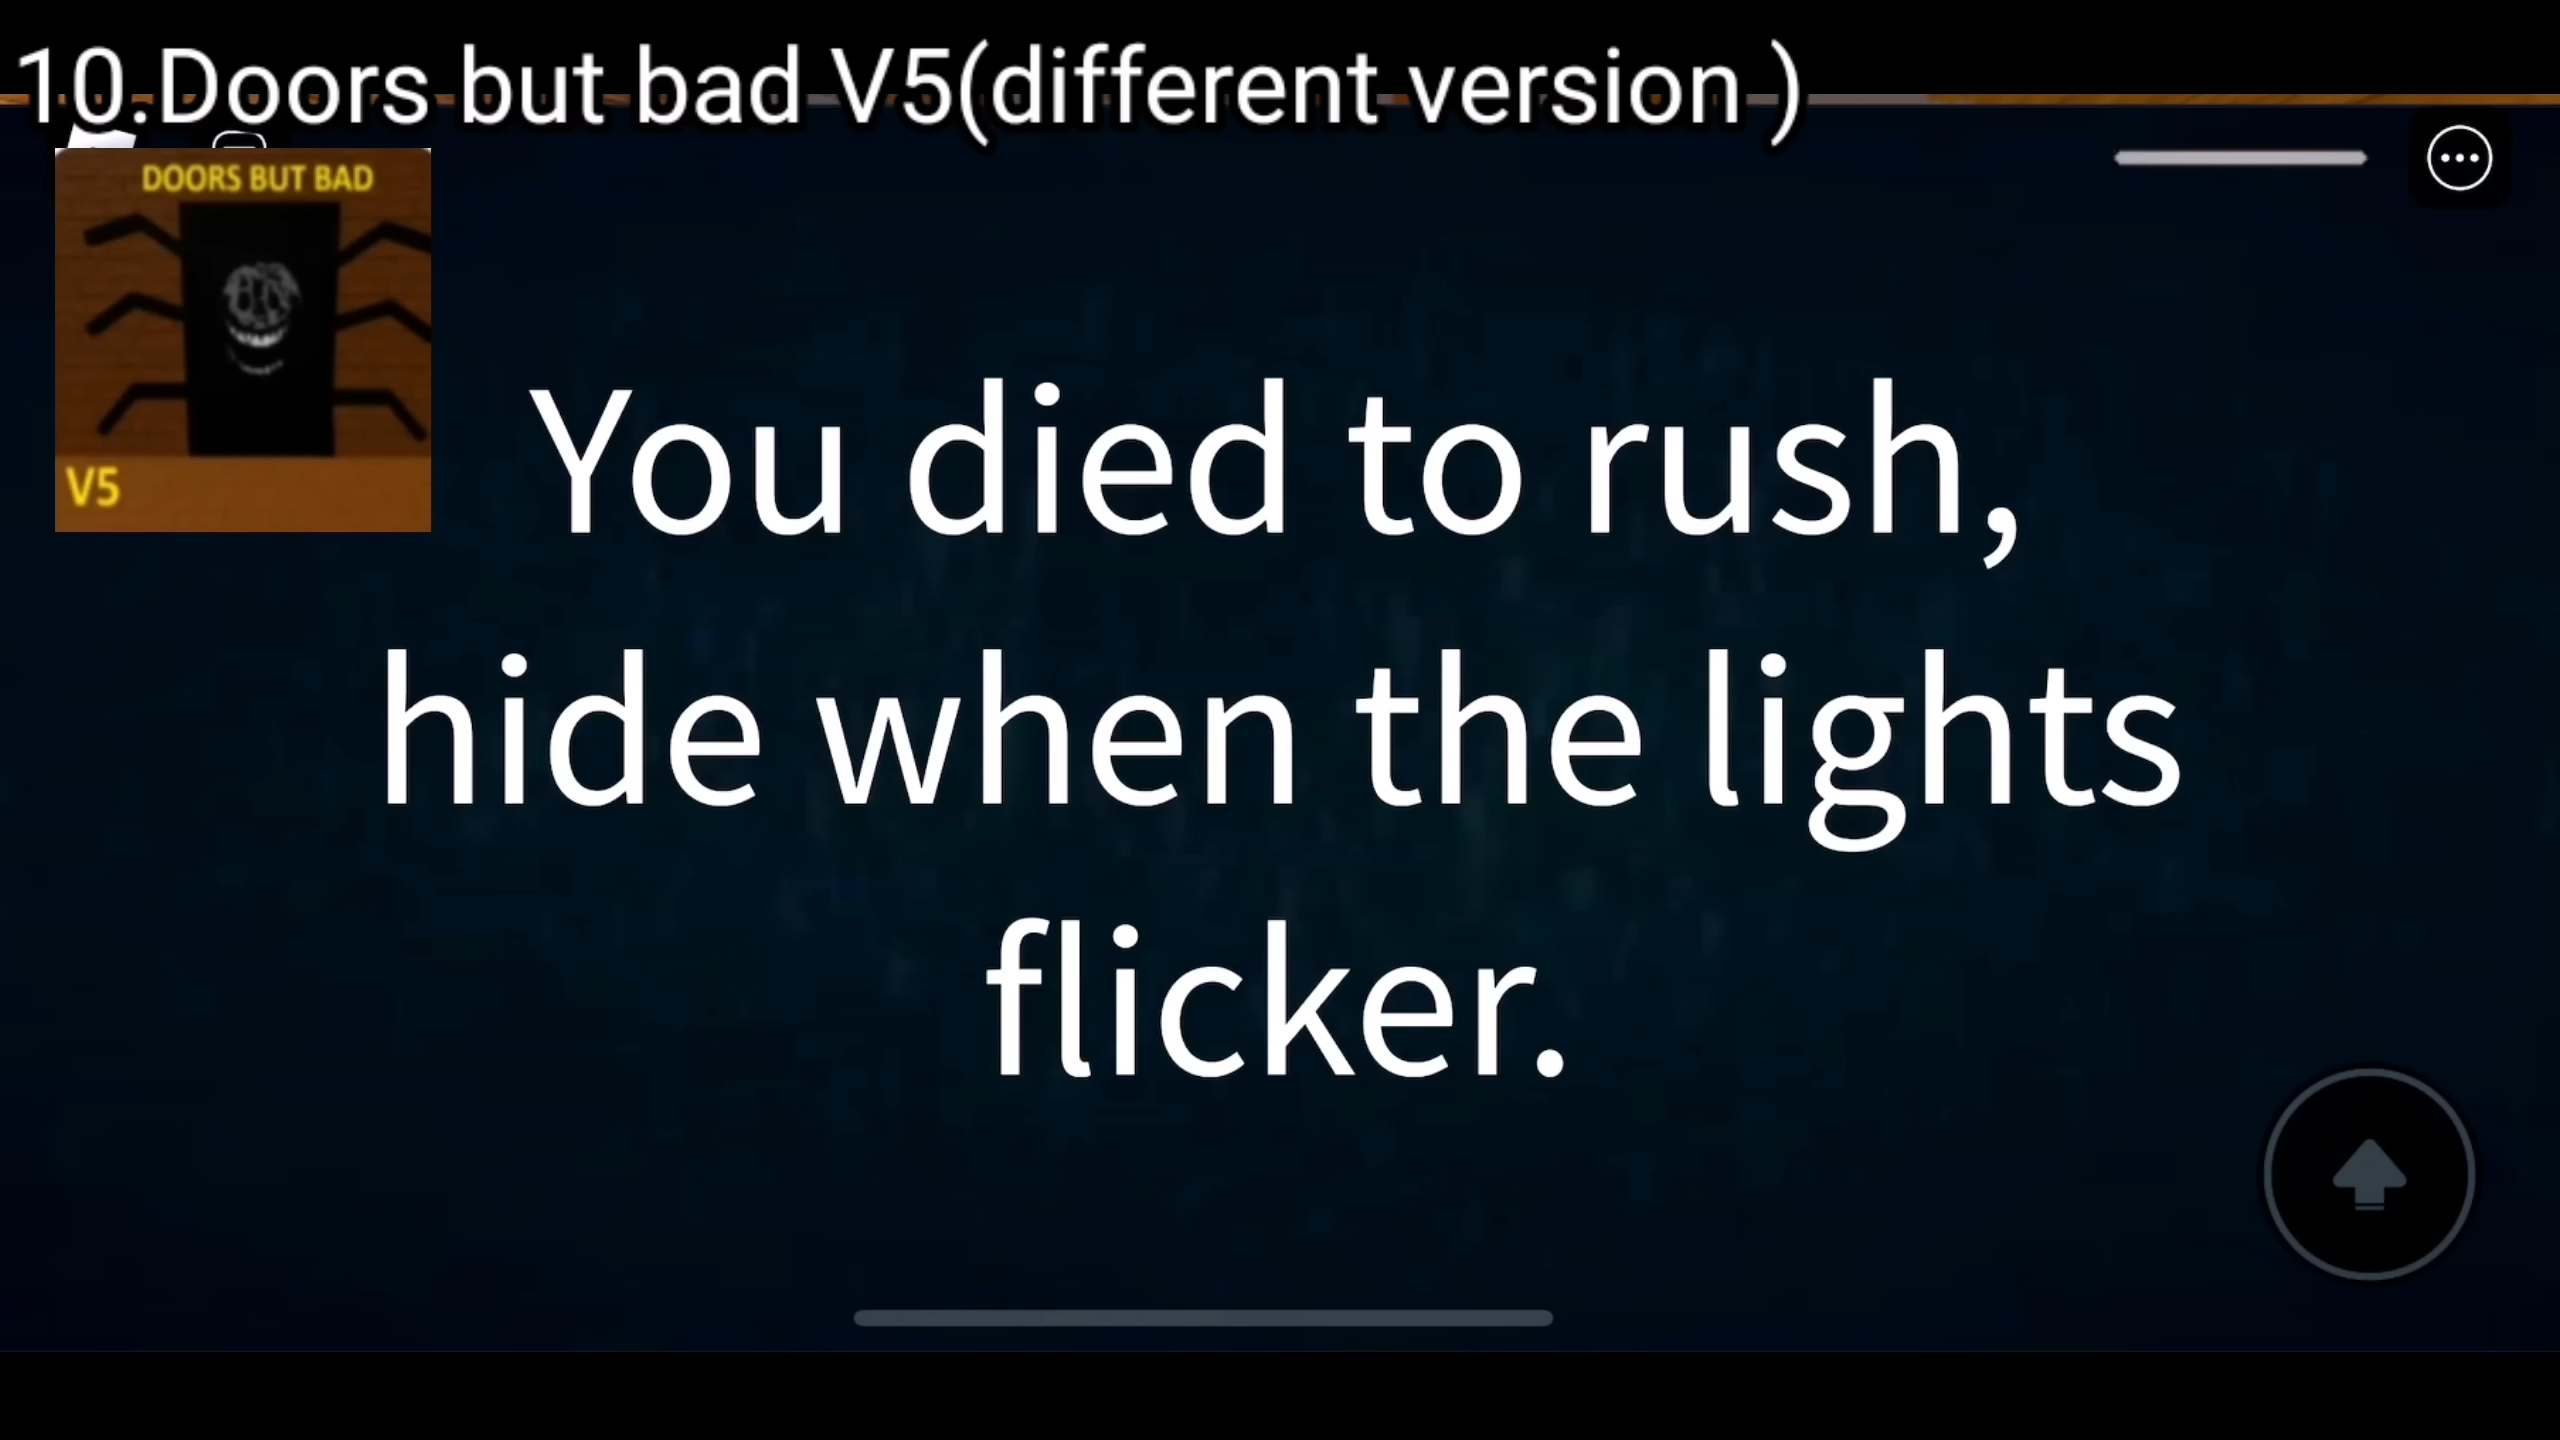 10.Doors but bad V5(different version )
DOORS BUT BAD
V5
You died to rush,
hide when the lights
flicker.